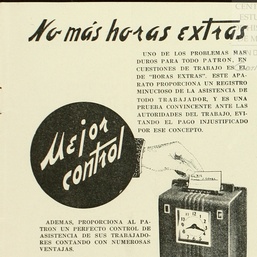 No más horas extras
UNO DE LOS PROBLEMAS MAS
DUROS PARA TODO PATRON, EN
CUESTIONES DE TRABAJO ES EL
DE "HORAS EXTRAS". ESTE APA-
RATO PROPORCIONA UN REGISTRO
MINUCIOSO DE LA ASISTENCIA DE
TODO TRABAJADOR, Y ES UNA
PRUEBA CONVINCENTE ANTE LAS
AUTORIDADES DEL TRABAJO, EVI-
TANDO EL PAGO INJUSTIFICADO
POR ESE CONCEPTO.
Mejor
control
ADEMAS, PROPORCIONA AL PA-
TRON UN PERFECTO CONTROL DE
ASISTENCIA DE SUS TRABAJADO-
RES CONTANDO CON NUMEROSAS
VENTAJAS.